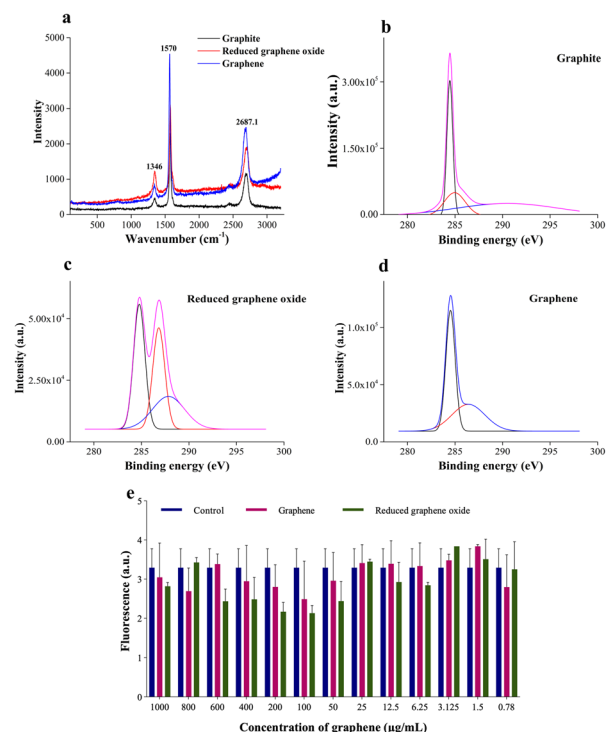 a
Graphite
Reduced graphene oxide
Graphene
1570
2687.1
1346
5000
4000
3000
2000
1000
0
Intensity
500 1000 1500 2000 2500 3000
Wavenumber (cm⁻¹)
b
Graphite
3.00x10⁵
1.50x10⁵
0.00
Intensity (a.u.)
280 285 290 295 300
Binding energy (eV)
c
Reduced graphene oxide
5.00x10⁴
2.50x10⁴
Intensity (a.u.)
280 285 290 295 300
Binding energy (eV)
d
Graphene
1.0x10⁵
5.0x10⁴
0.0
Intensity (a.u.)
280 285 290 295 300
Binding energy (eV)
e
Control Graphene Reduced graphene oxide
5
4
3
2
1
0
Fluorescence (a.u.)
1000 800 600 400 200 100 50 25 12.5 6.25 3.125 1.5 0.78
Concentration of graphene (µg/mL)